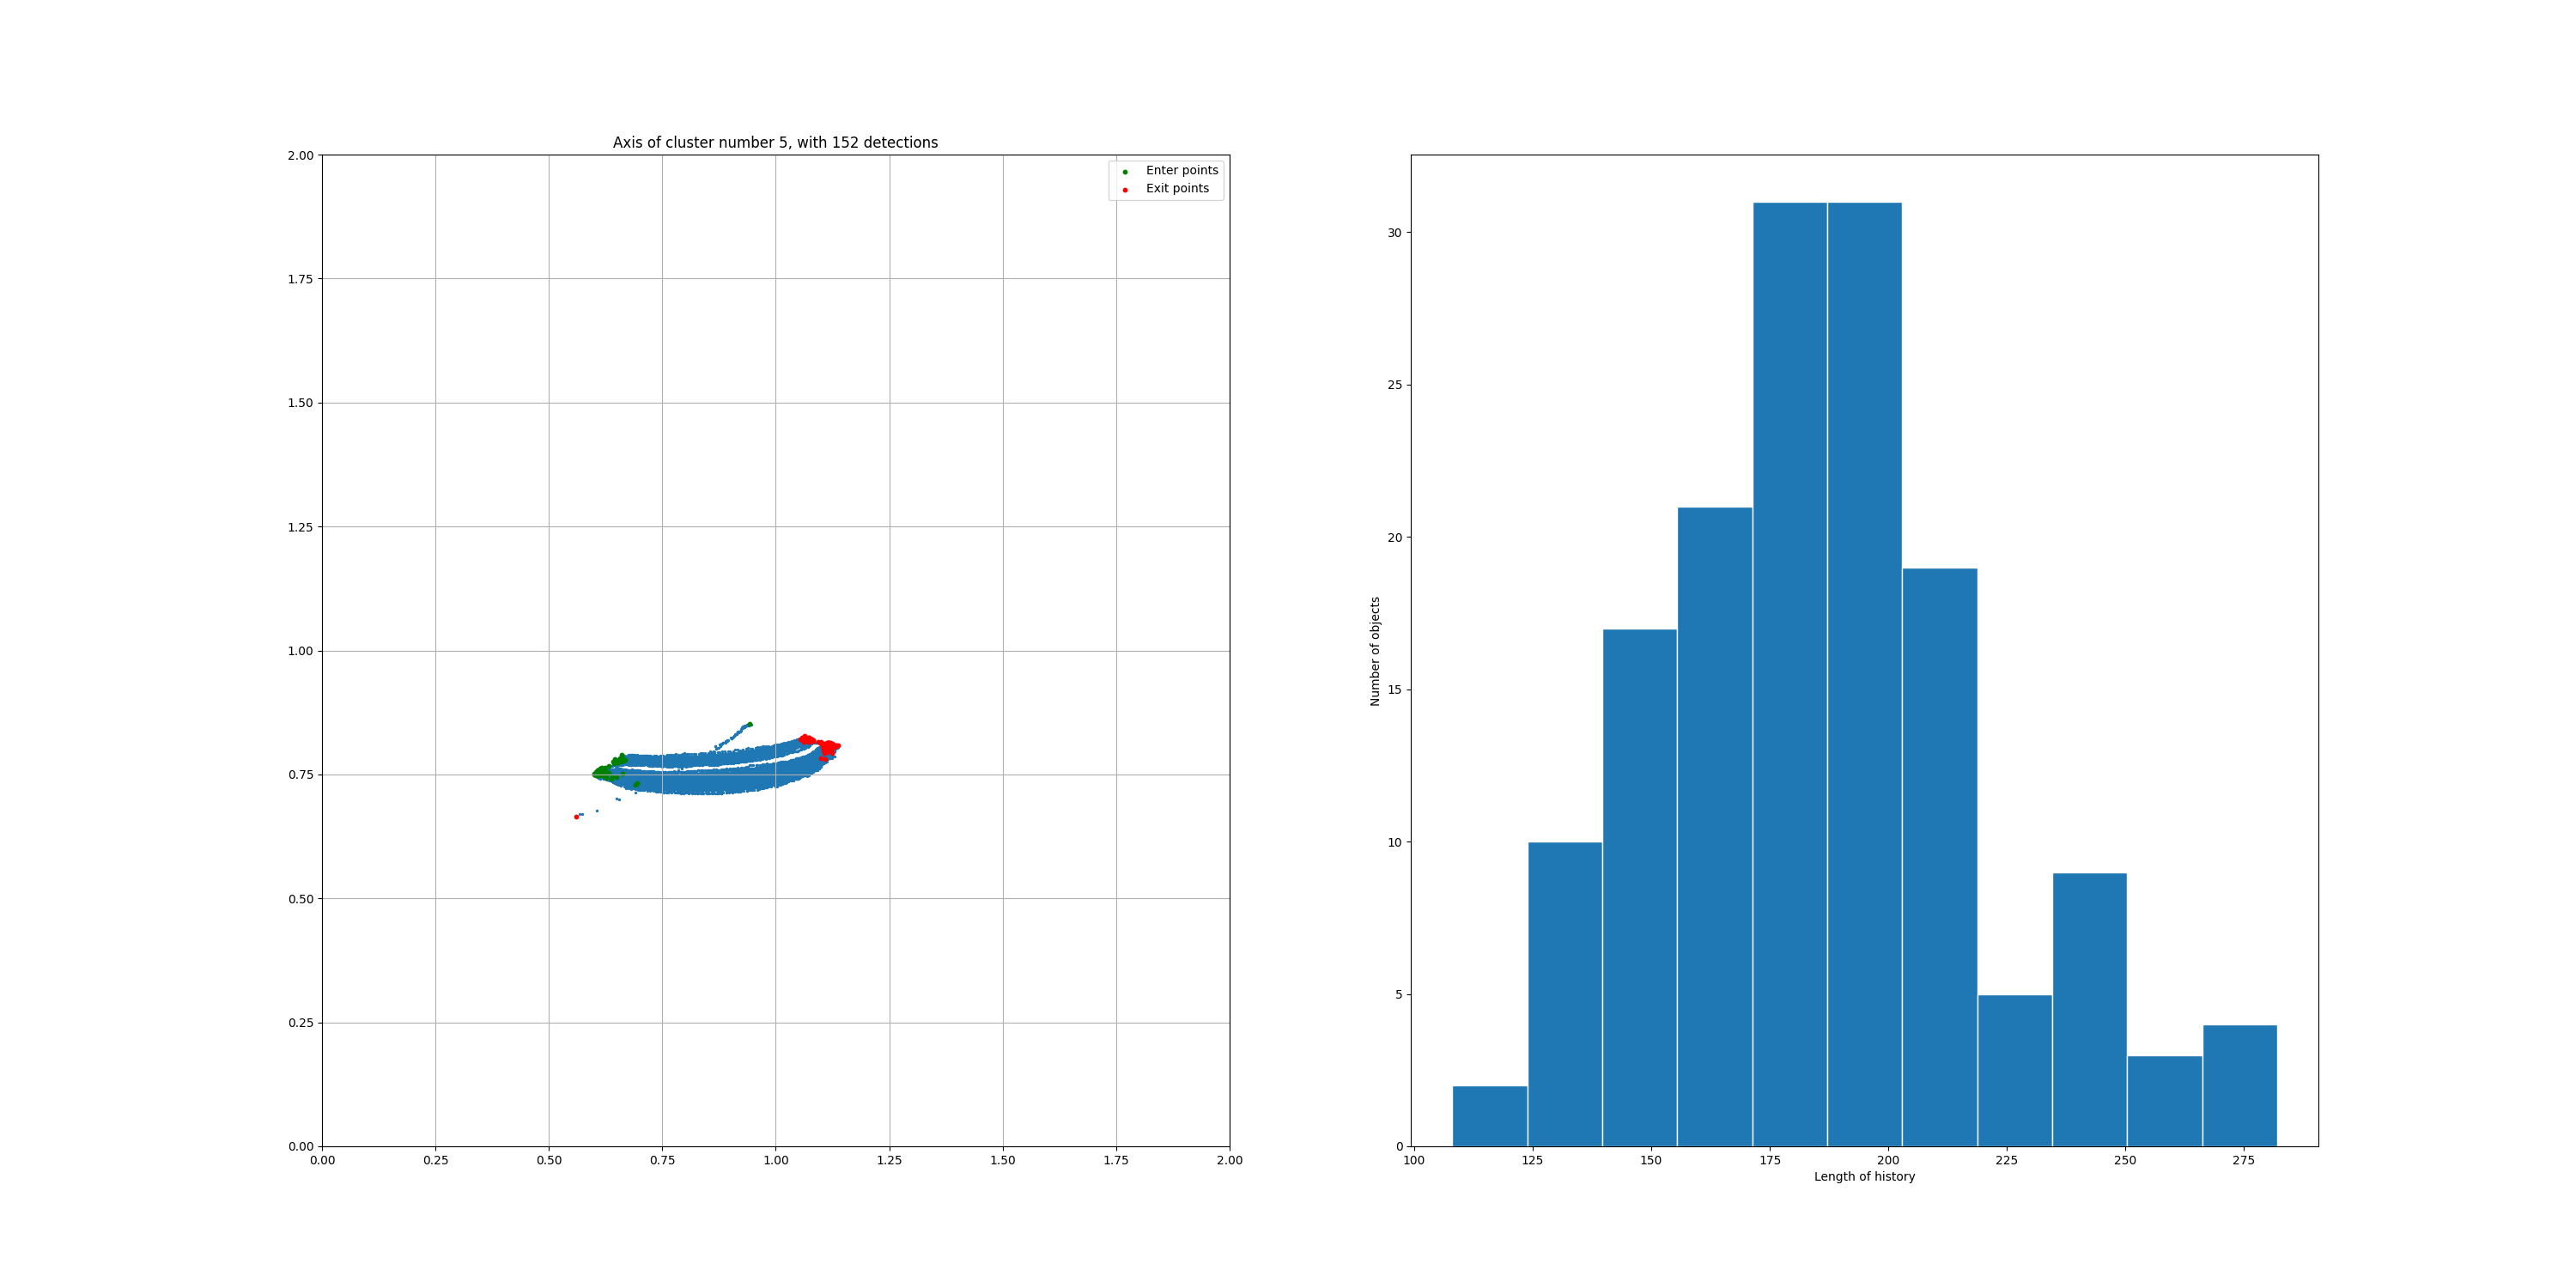 Axis of cluster number 5, with 152 detections
Enter points
Exit points
2.00
1.75
1.50
1.25
1.00
0.75
0.50
0.25
0.00
0.00 0.25 0.50 0.75 1.00 1.25 1.50 1.75 2.00
Number of objects
30
25
20
15
10
5
0
100 125 150 175 200 225 250 275
Length of history